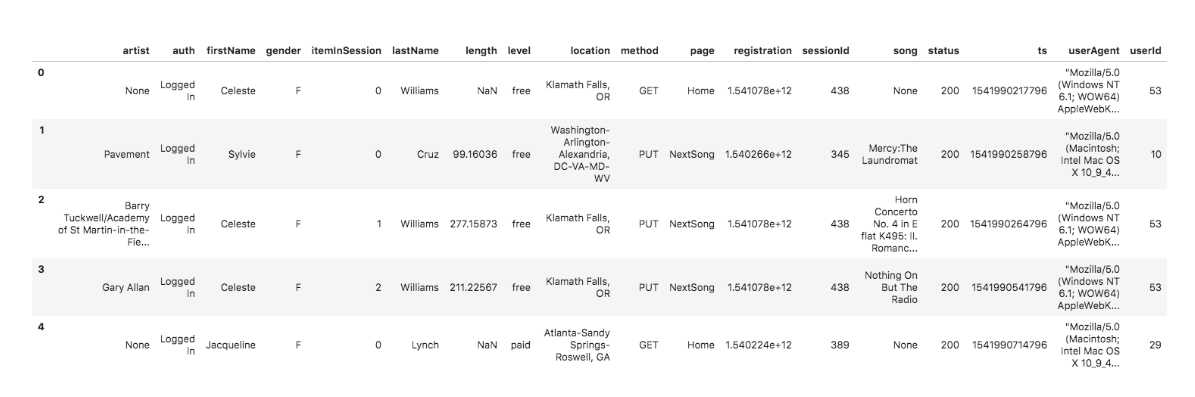 artist auth firstName gender itemInSession lastName length level location method page registration sessionId song status ts userAgent userId
0
None Logged In Celeste F 0 Williams NaN free Klamath Falls, OR GET Home 1.541078e+12 438 None 200 1541990217796 "Mozilla/5.0 (Windows NT 6.1; WOW64) AppleWebK... 53
1
Pavement Logged In Sylvie F 0 Cruz 99.16036 free Washington-Arlington-Alexandria, DC-VA-MD-WV PUT NextSong 1.540266e+12 345 Mercy:The Laundromat 200 1541990258796 "Mozilla/5.0 (Macintosh; Intel Mac OS X 10_9_4... 10
2
Barry Tuckwell/Academy of St Martin-in-the-Fie... Logged In Celeste F 1 Williams 277.15873 free Klamath Falls, OR PUT NextSong 1.541078e+12 438 Horn Concerto No. 4 in E flat K495: II. Romanc... 200 1541990264796 "Mozilla/5.0 (Windows NT 6.1; WOW64) AppleWebK... 53
3
Gary Allan Logged In Celeste F 2 Williams 211.22567 free Klamath Falls, OR PUT NextSong 1.541078e+12 438 Nothing On But The Radio 200 1541990541796 "Mozilla/5.0 (Windows NT 6.1; WOW64) AppleWebK... 53
4
None Logged In Jacqueline F 0 Lynch NaN paid Atlanta-Sandy Springs-Roswell, GA GET Home 1.540224e+12 389 None 200 1541990714796 "Mozilla/5.0 (Macintosh; Intel Mac OS X 10_9_4... 29